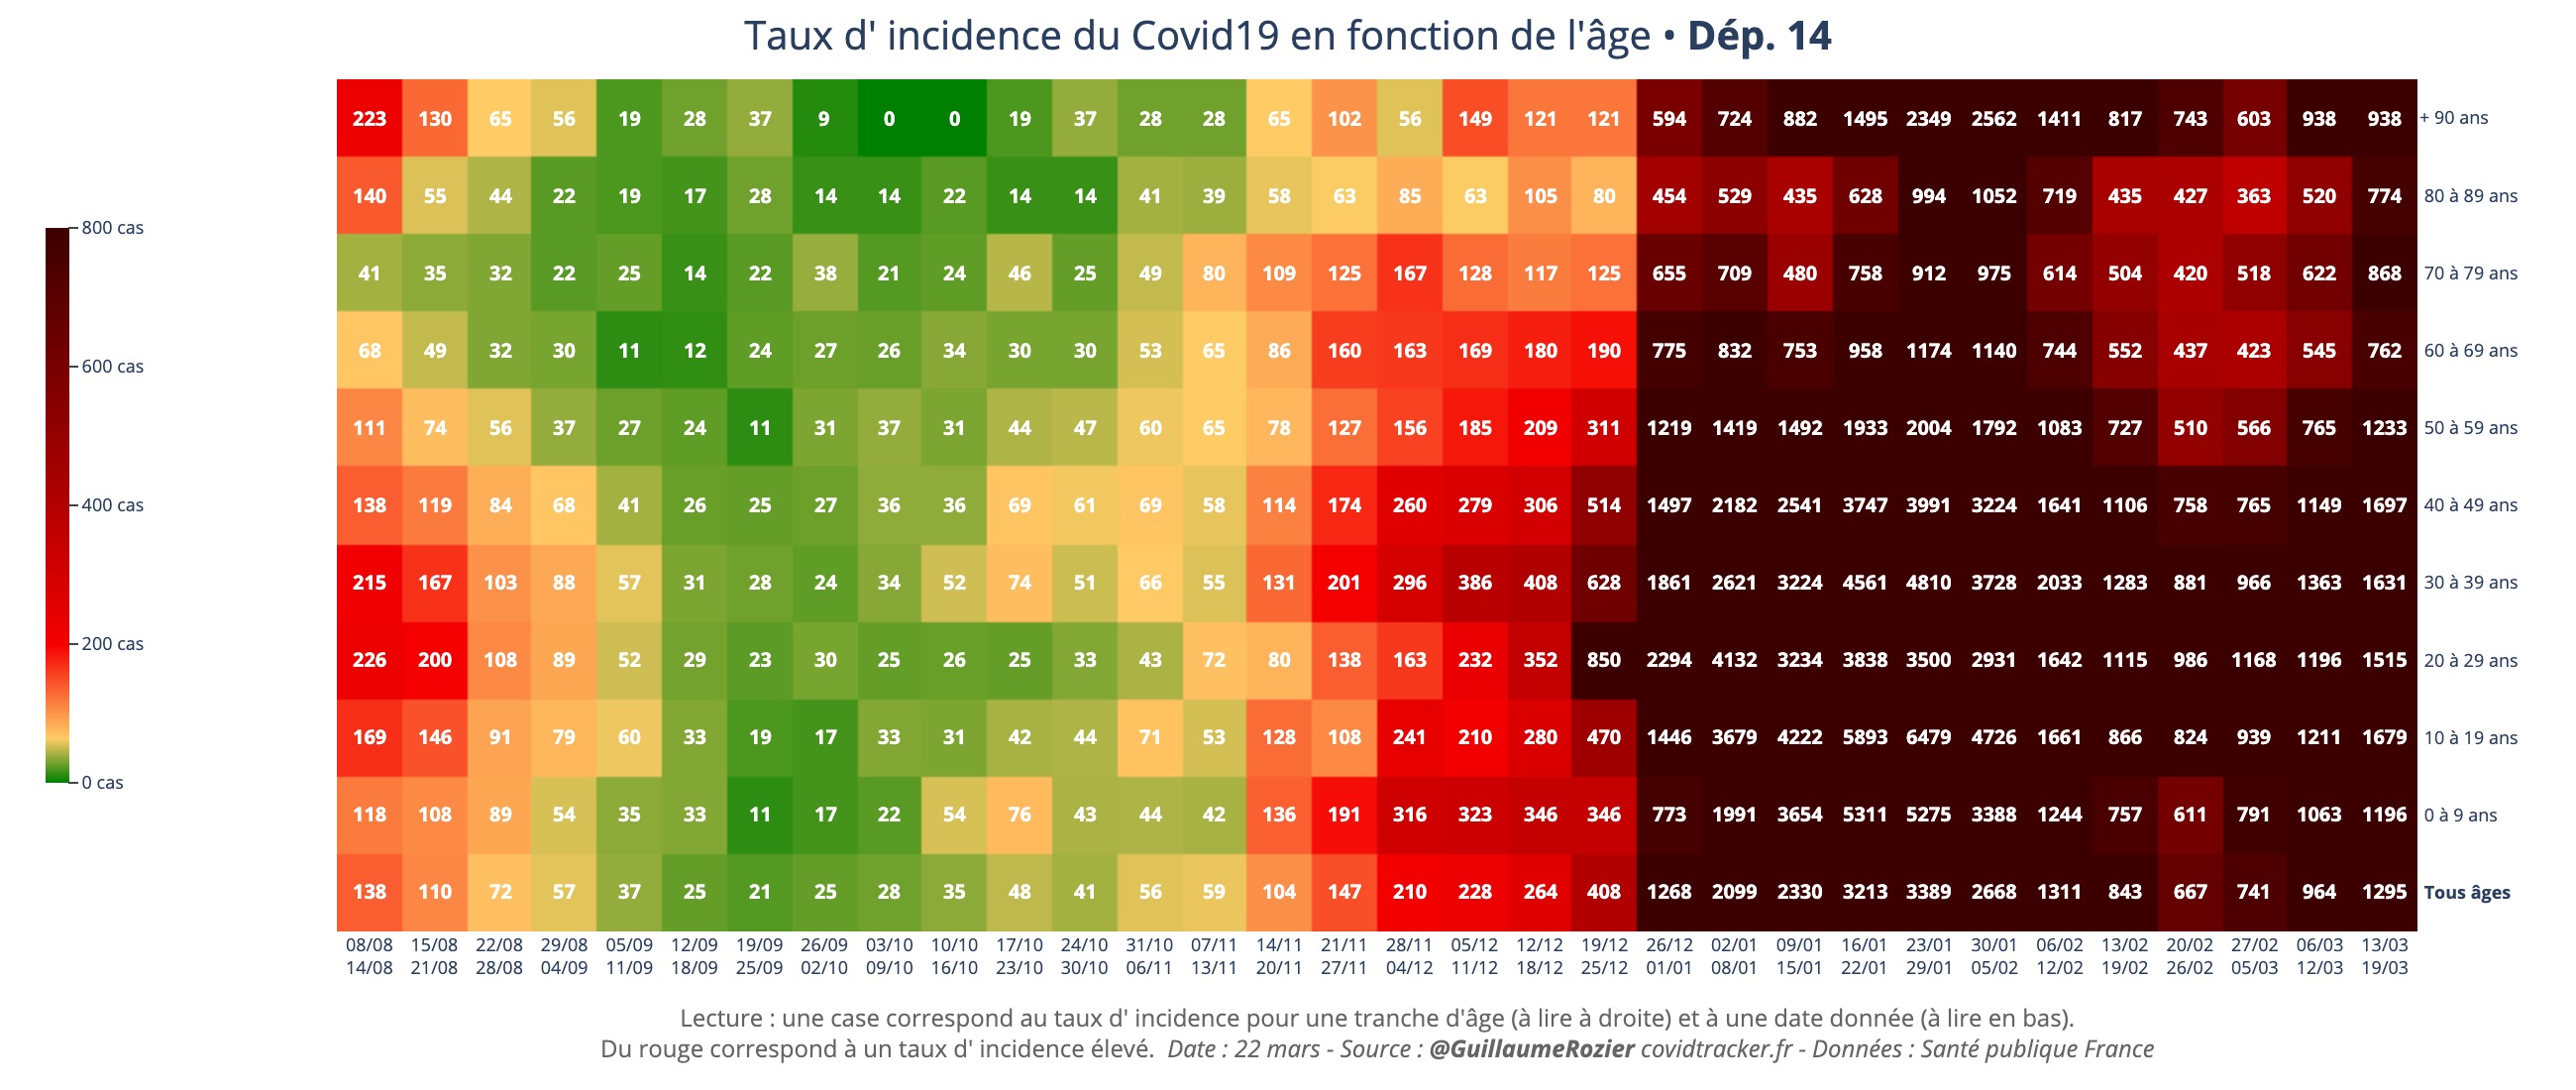 Taux d' incidence du Covid19 en fonction de l'âge • Dép. 14
223 130 65 56 19 28 37 9 0 0 19 37 28 28 65 102 56 149 121 121 594 724 882 1495 2349 2562 1411 817 743 603 938 938 + 90 ans
140 55 44 22 19 17 28 14 14 22 14 14 41 39 58 63 85 63 105 80 454 529 435 628 994 1052 719 435 427 363 520 774 80 à 89 ans
800 cas
41 35 32 22 25 14 22 38 21 24 46 25 49 80 109 125 167 128 117 125 655 709 480 758 912 975 614 504 420 518 622 868 70 à 79 ans
68 49 32 30 11 12 24 27 26 34 30 30 53 65 86 160 163 169 180 190 775 832 753 958 1174 1140 744 552 437 423 545 762 60 à 69 ans
600 cas
111 74 56 37 27 24 11 31 37 31 44 47 60 65 78 127 156 185 209 311 1219 1419 1492 1933 2004 1792 1083 727 510 566 765 1233 50 à 59 ans
400 cas
138 119 84 68 41 26 25 27 36 36 69 61 69 58 114 174 260 279 306 514 1497 2182 2541 3747 3991 3224 1641 1106 758 765 1149 1697 40 à 49 ans
215 167 103 88 57 31 28 24 34 52 74 51 66 55 131 201 296 386 408 628 1861 2621 3224 4561 4810 3728 2033 1283 881 966 1363 1631 30 à 39 ans
200 cas
226 200 108 89 52 29 23 30 25 26 25 33 43 72 80 138 163 232 352 850 2294 4132 3234 3838 3500 2931 1642 1115 986 1168 1196 1515 20 à 29 ans
169 146 91 79 60 33 19 17 33 31 42 44 71 53 128 108 241 210 280 470 1446 3679 4222 5893 6479 4726 1661 866 824 939 1211 1679 10 à 19 ans
0 cas
118 108 89 54 35 33 11 17 22 54 76 43 44 42 136 191 316 323 346 346 773 1991 3654 5311 5275 3388 1244 757 611 791 1063 1196 0 à 9 ans
138 110 72 57 37 25 21 25 28 35 48 41 56 59 104 147 210 228 264 408 1268 2099 2330 3213 3389 2668 1311 843 667 741 964 1295 Tous âges
08/08 15/08 22/08 29/08 05/09 12/09 19/09 26/09 03/10 10/10 17/10 24/10 31/10 07/11 14/11 21/11 28/11 05/12 12/12 19/12 26/12 02/01 09/01 16/01 23/01 30/01 06/02 13/02 20/02 27/02 06/03 13/03
14/08 21/08 28/08 04/09 11/09 18/09 25/09 02/10 09/10 16/10 23/10 30/10 06/11 13/11 20/11 27/11 04/12 11/12 18/12 25/12 01/01 08/01 15/01 22/01 29/01 05/02 12/02 19/02 26/02 05/03 12/03 19/03
Lecture : une case correspond au taux d' incidence pour une tranche d'âge (à lire à droite) et à une date donnée (à lire en bas).
Du rouge correspond à un taux d' incidence élevé. Date : 22 mars - Source : @GuillaumeRozier covidtracker.fr - Données : Santé publique France